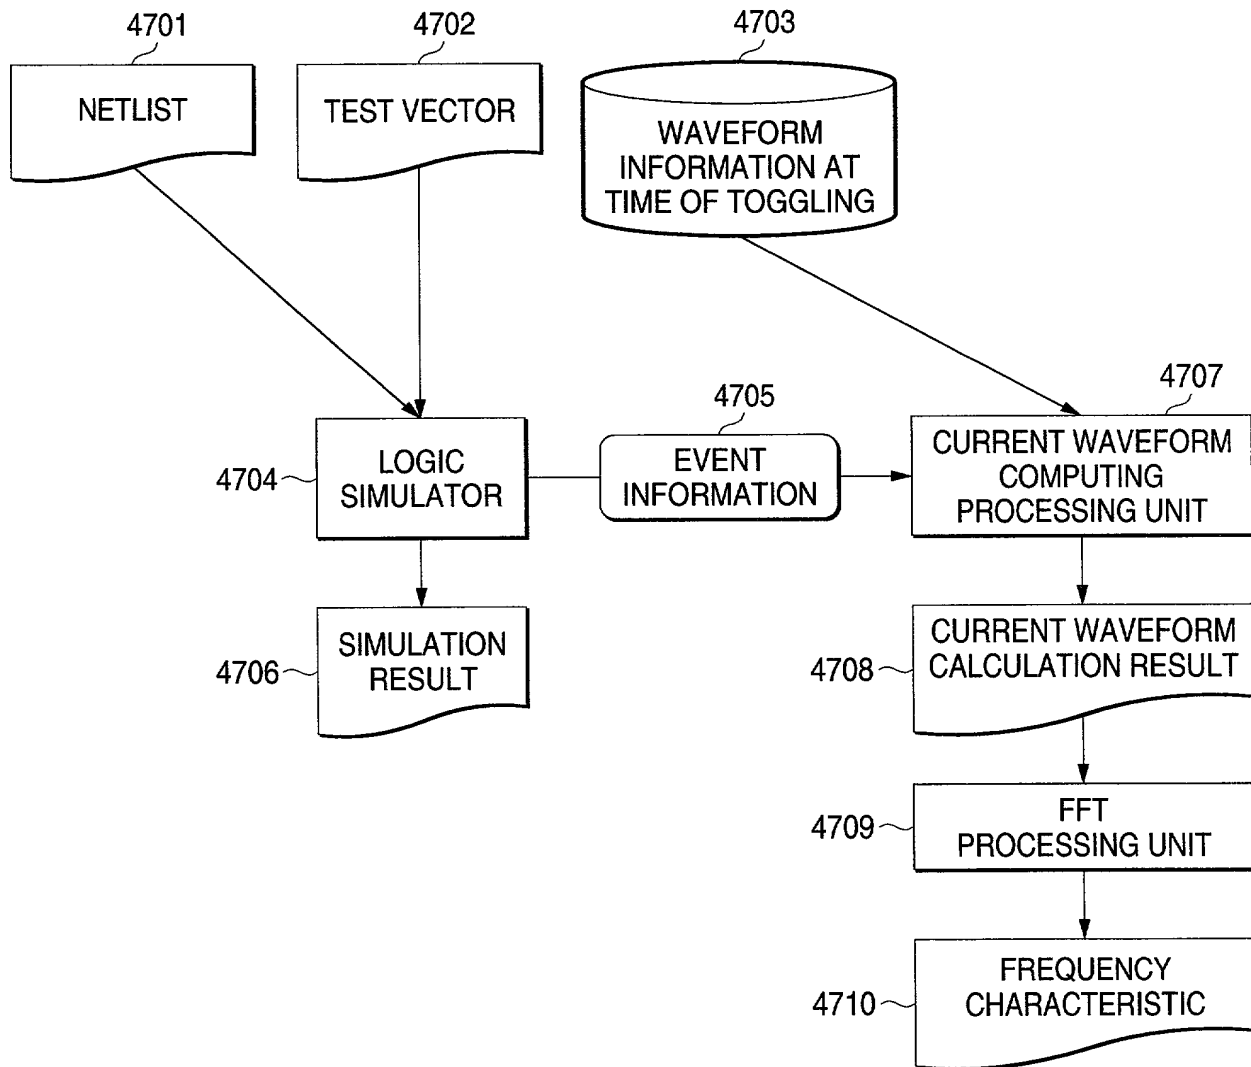 4701
4702
4703
NETLIST
TEST VECTOR
WAVEFORM
INFORMATION AT
TIME OF TOGGLING
4704
LOGIC
SIMULATOR
4705
EVENT
INFORMATION
4707
CURRENT WAVEFORM
COMPUTING
PROCESSING UNIT
4706
SIMULATION
RESULT
4708
CURRENT WAVEFORM
CALCULATION RESULT
4709
FFT
PROCESSING UNIT
4710
FREQUENCY
CHARACTERISTIC